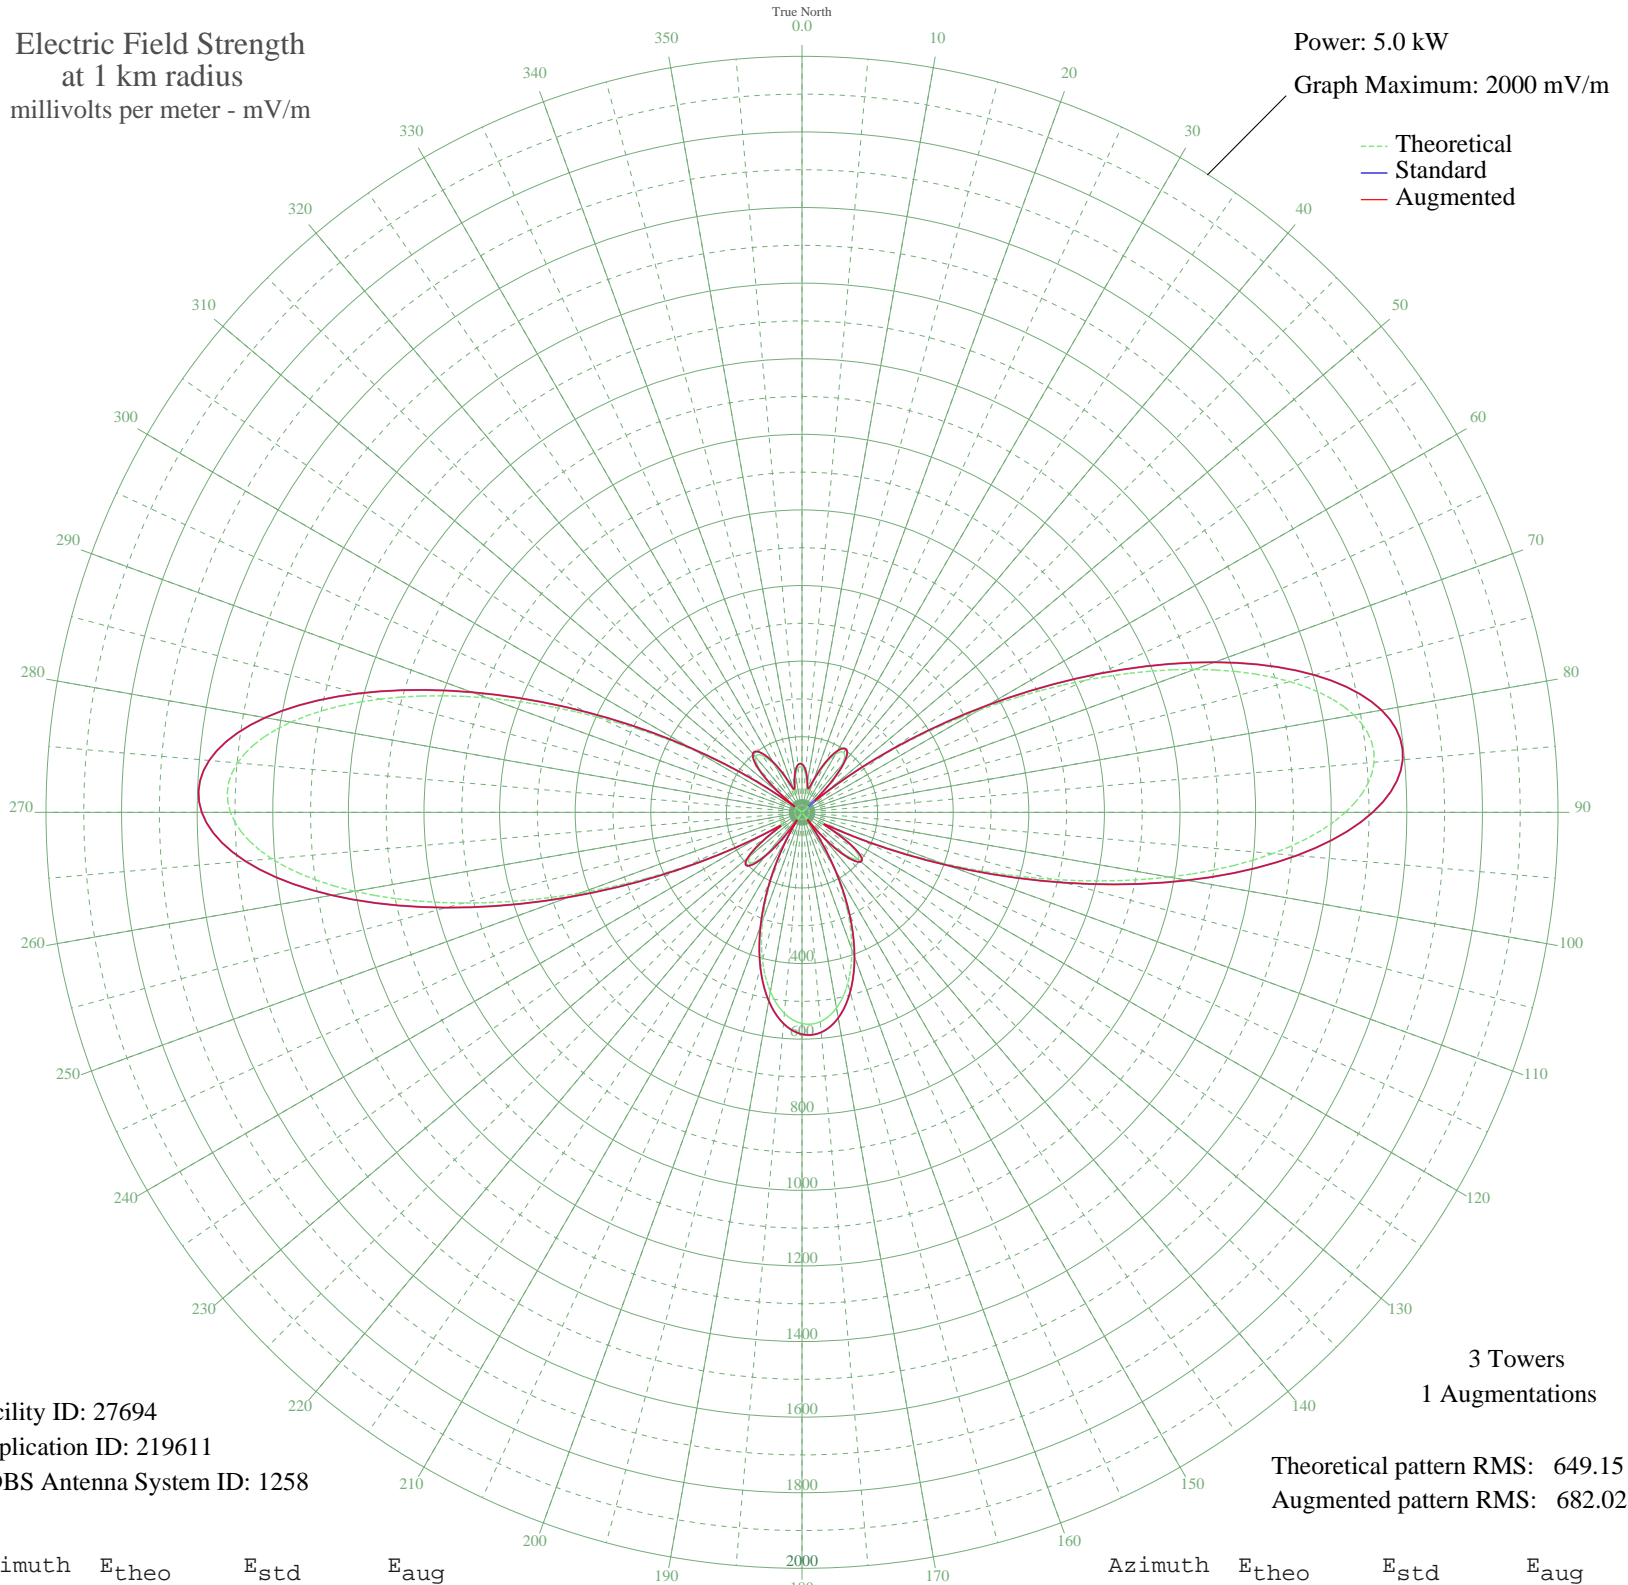 True North
0.0
Electric Field Strength
at 1 km radius
millivolts per meter - mV/m
Power: 5.0 kW
Graph Maximum: 2000 mV/m
Theoretical
Standard
Augmented
10
20
30
40
50
60
70
80
90
100
110
120
130
140
150
160
170
190
200
210
220
230
240
250
260
270
280
290
300
310
320
330
340
350
400
600
800
1000
1200
1400
1600
1800
2000
3 Towers
1 Augmentations
cility ID: 27694
plication ID: 219611
DBS Antenna System ID: 1258
Theoretical pattern RMS: 649.15
Augmented pattern RMS: 682.02
imuth Etheo Estd Eaug
Azimuth Etheo Estd Eaug